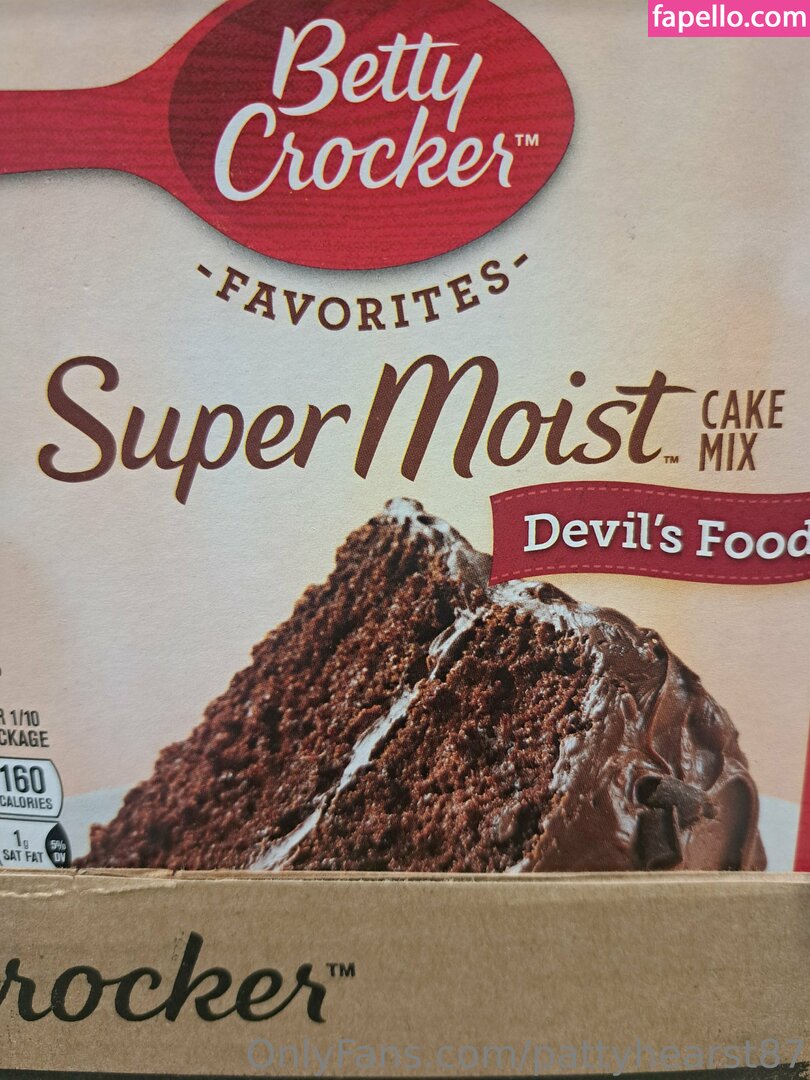 fapello.com
Betty
Crocker™
-FAVORITES-
Super Moist™ CAKE
MIX
Devil's Food
R 1/10
CKAGE
160
CALORIES
1g
SAT FAT
5%
DV
rocker™
OnlyFans.com/pattyhearst87